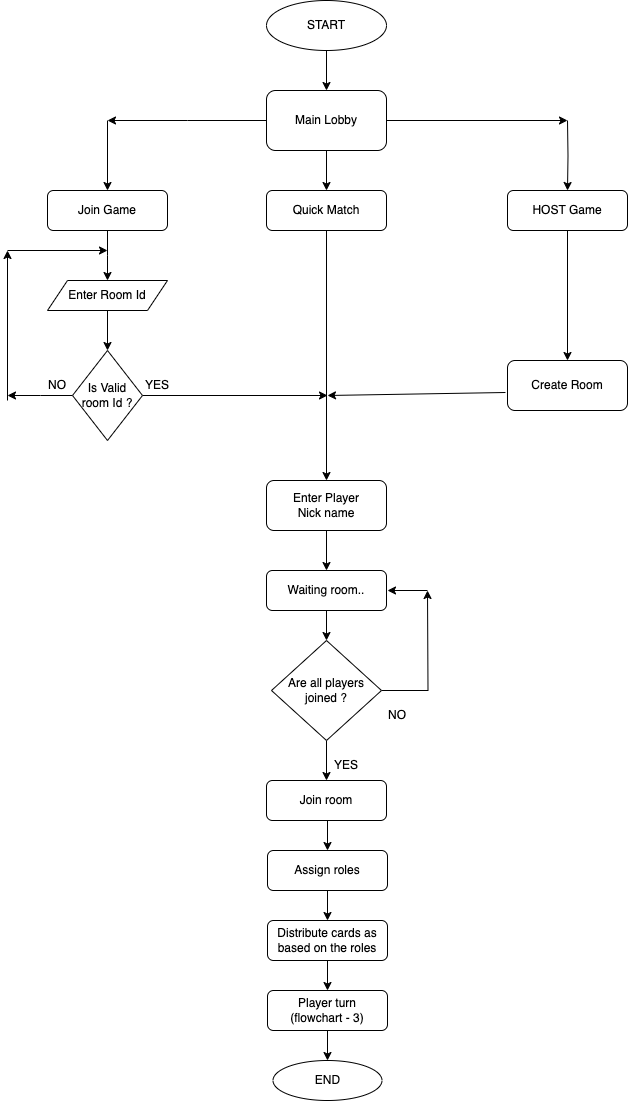 START
Main Lobby
Join Game
Quick Match
HOST Game
Enter Room Id
NO
Is Valid
room Id ?
YES
Create Room
Enter Player
Nick name
Waiting room..
Are all players
joined ?
NO
YES
Join room
Assign roles
Distribute cards as
based on the roles
Player turn
(flowchart - 3)
END